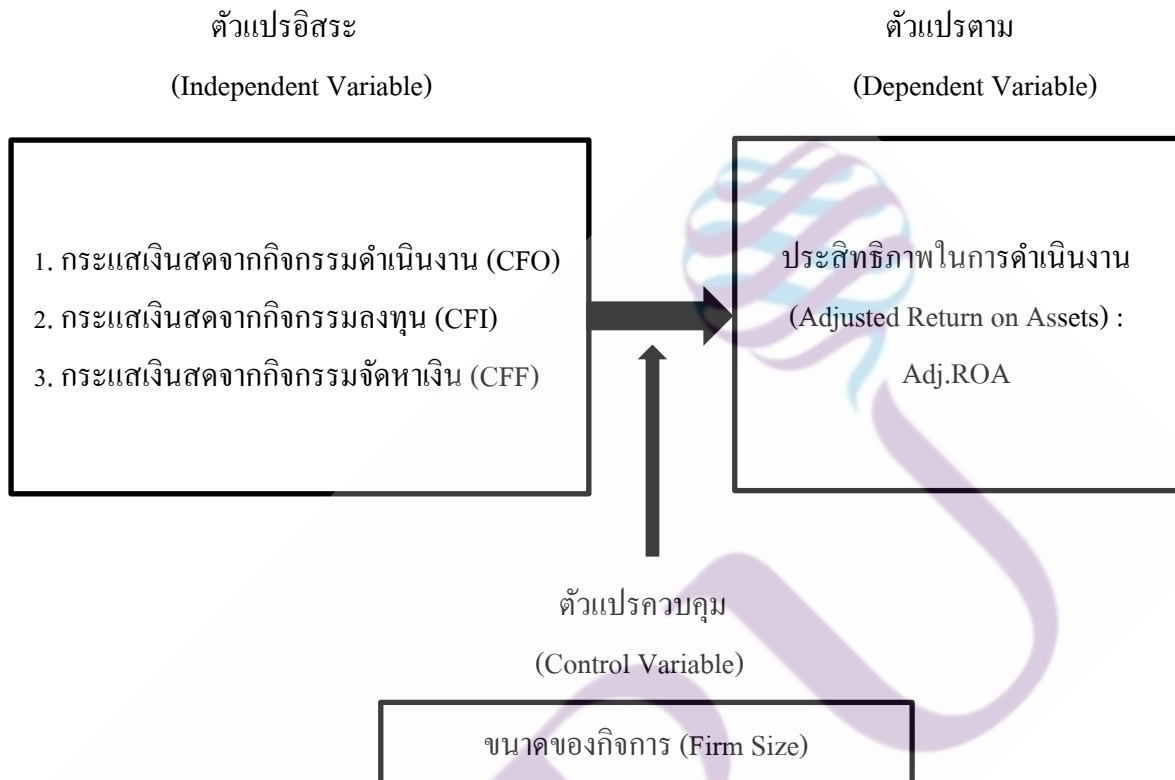 ตัวแปรอิสระ
(Independent Variable)
ตัวแปรตาม
(Dependent Variable)
1. กระแสเงินสดจากกิจกรรมดำเนินงาน (CFO)
2. กระแสเงินสดจากกิจกรรมลงทุน (CFI)
3. กระแสเงินสดจากกิจกรรมจัดหาเงิน (CFF)
ประสิทธิภาพในการดำเนินงาน
(Adjusted Return on Assets) :
Adj.ROA
ตัวแปรควบคุม
(Control Variable)
ขนาดของกิจการ (Firm Size)